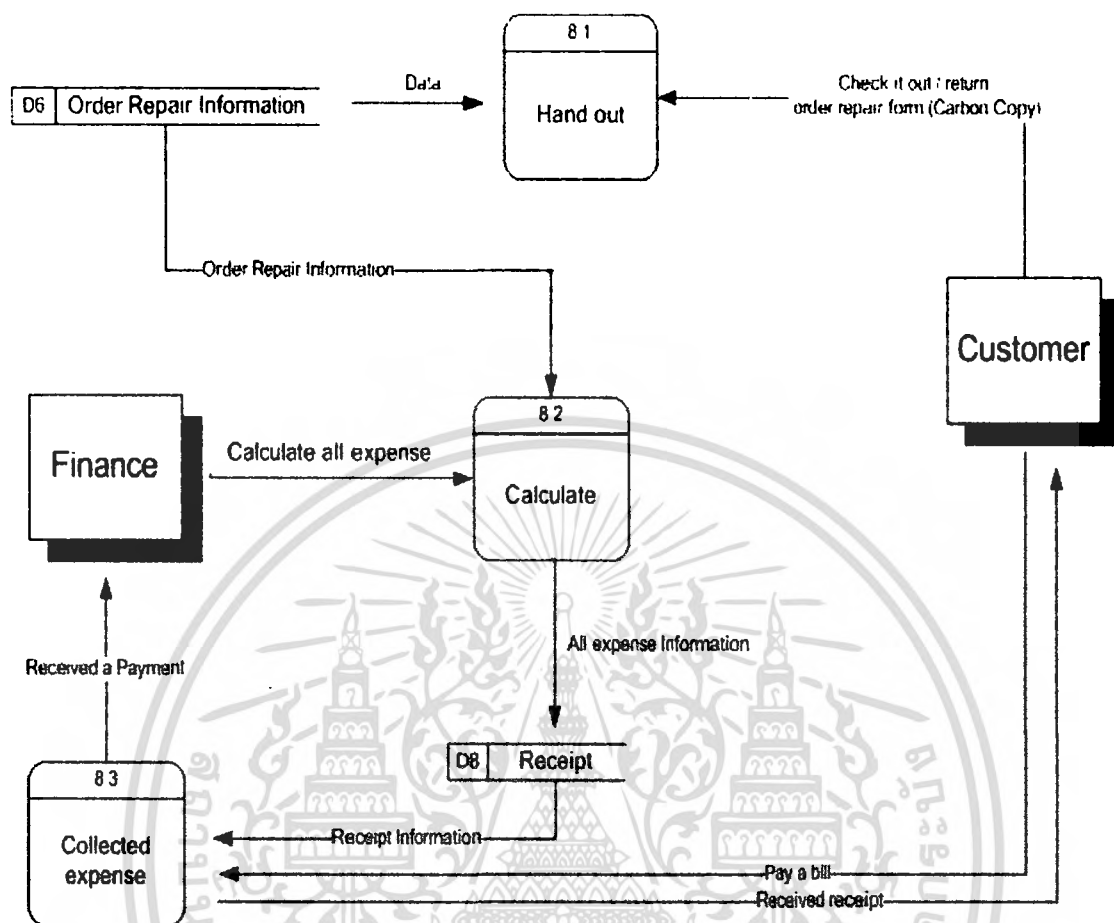 8 1
Hand out
Data
D6 Order Repair Information
Check it out / return
order repair form (Carbon Copy)
Order Repair Information
Customer
Finance
Calculate all expense
8 2
Calculate
All expense Information
Received a Payment
D8 Receipt
8 3
Collected
expense
Receipt Information
Pay a bill
Received receipt